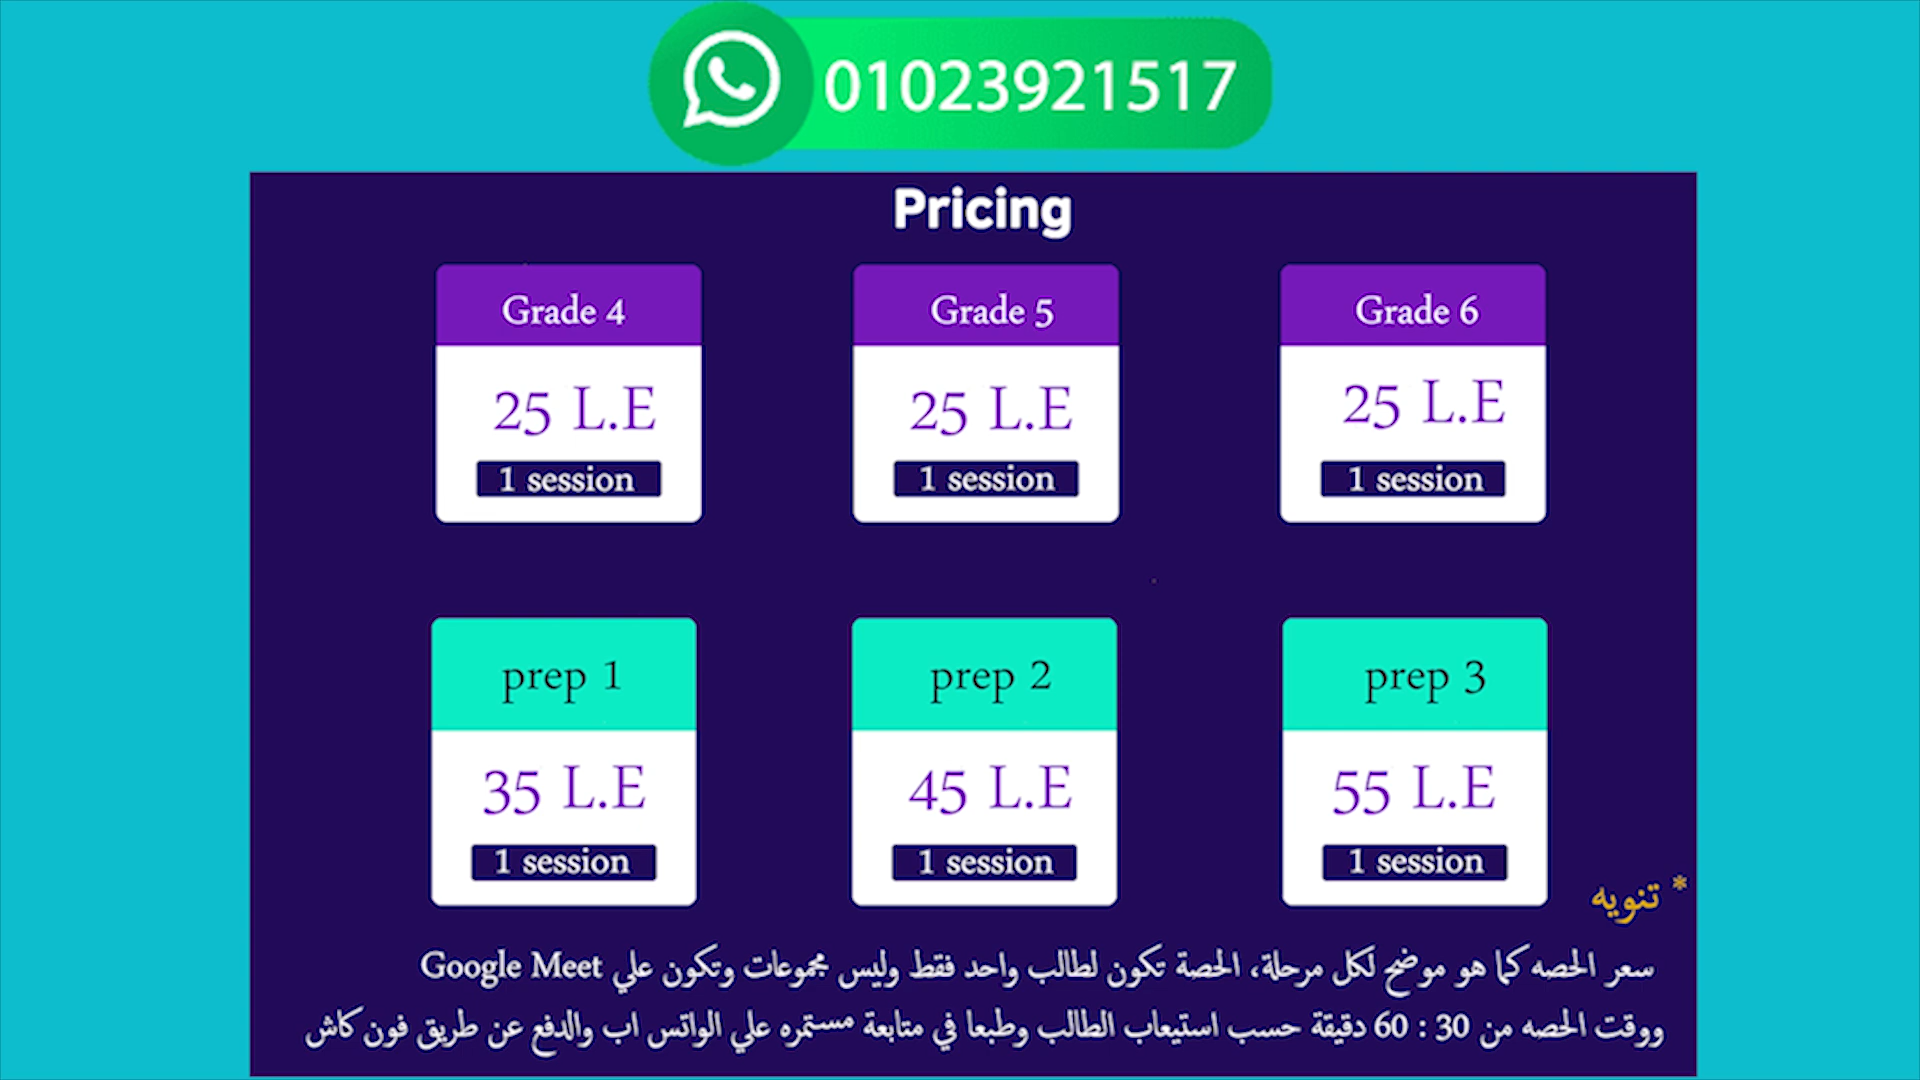 01023921517
Pricing
Grade 4
25 L.E
1 session
Grade 5
25 L.E
1 session
Grade 6
25 L.E
1 session
prep 1
35 L.E
1 session
prep 2
45 L.E
1 session
prep 3
55 L.E
1 session
* تنويه
سعر الحصه كما هو موضح لكل مرحلة، الحصة تكون لطالب واحد فقط وليس مجموعات وتكون علي Google Meet
ووقت الحصه من 30 : 60 دقيقة حسب استيعاب الطالب وطبعا في متابعة مستمره علي الواتس اب والدفع عن طريق فون كاش